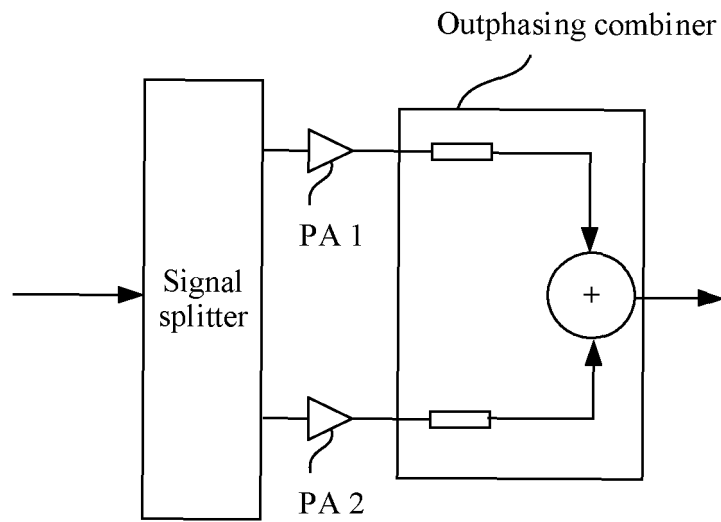 Outphasing combiner
PA 1
Signal
splitter
+
PA 2